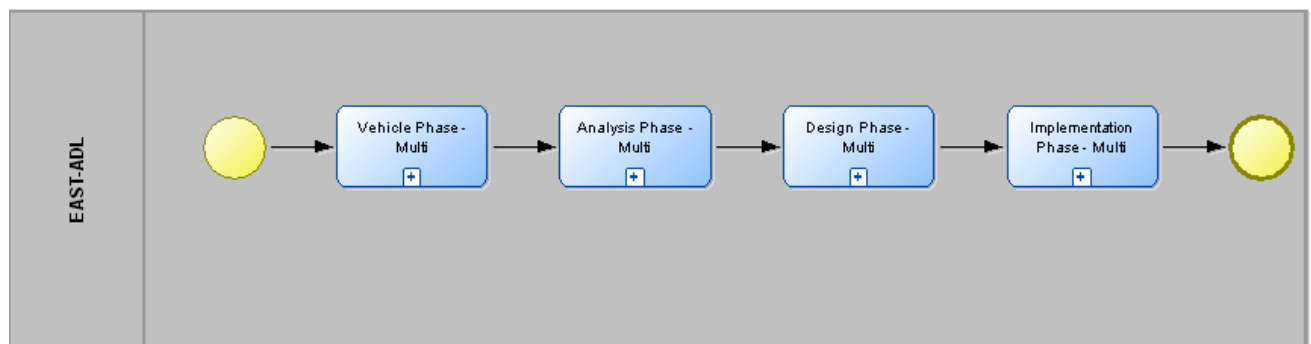 EAST-ADL
Vehicle Phase -
Multi
Analysis Phase -
Multi
Design Phase -
Multi
Implementation
Phase - Multi